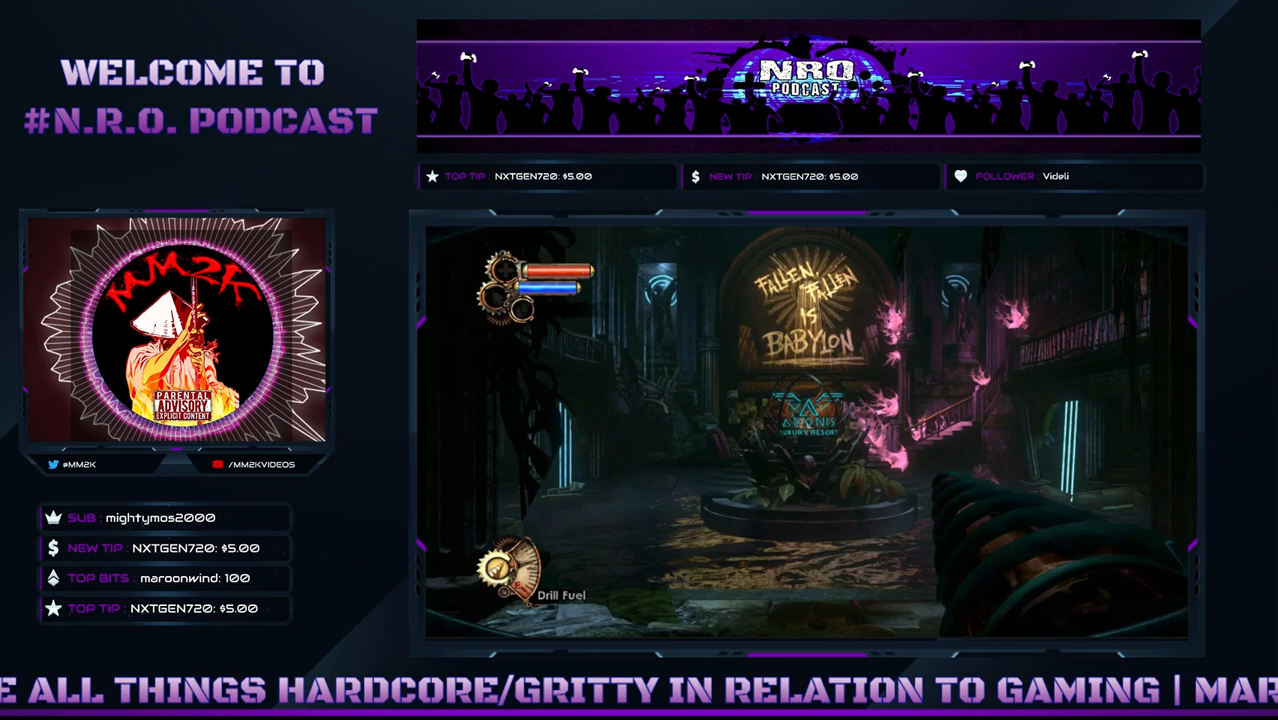 WELCOME TO
#N.R.O. PODCAST
NRO
PODCAST
TOP TIP : NXTGEN720: $5.00
NEW TIP : NXTGEN720: $5.00
FOLLOWER : Videli
MM2K
PARENTAL
ADVISORY
EXPLICIT CONTENT
@MM2K
/MM2KVIDEOS
SUB : mightymos2000
NEW TIP : NXTGEN720: $5.00
TOP BITS : maroonwind: 100
TOP TIP : NXTGEN720: $5.00
FALLEN, FALLEN
IS
BABYLON
ADONIS
LUXURY RESORT
Drill Fuel
E ALL THINGS HARDCORE/GRITTY IN RELATION TO GAMING | MAR